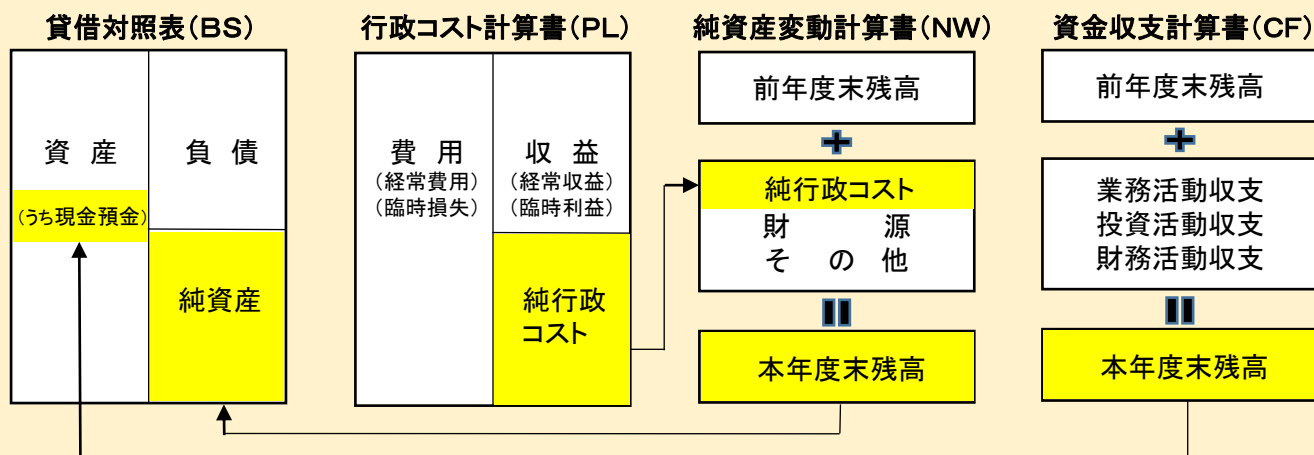 貸借対照表(BS)
資 産
(うち現金預金)
負 債
純資産
行政コスト計算書(PL)
費 用
(経常費用)
(臨時損失)
収 益
(経常収益)
(臨時利益)
純行政
コスト
純資産変動計算書(NW)
前年度末残高
+
純行政コスト
財 源
そ の 他
本年度末残高
資金収支計算書(CF)
前年度末残高
+
業務活動収支
投資活動収支
財務活動収支
本年度末残高